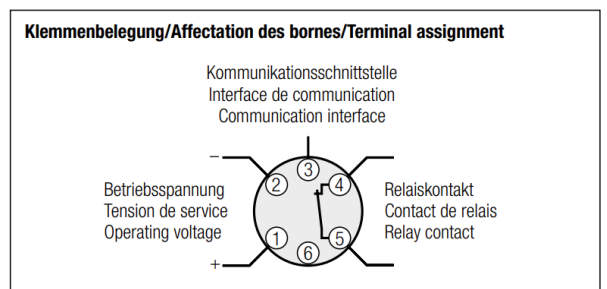 Klemmenbelegung/Affectation des bornes/Terminal assignment
Kommunikationsschnittstelle
Interface de communication
Communication interface
−
3
2
4
Betriebsspannung
Tension de service
Operating voltage
Relaiskontakt
Contact de relais
Relay contact
1
5
6
+